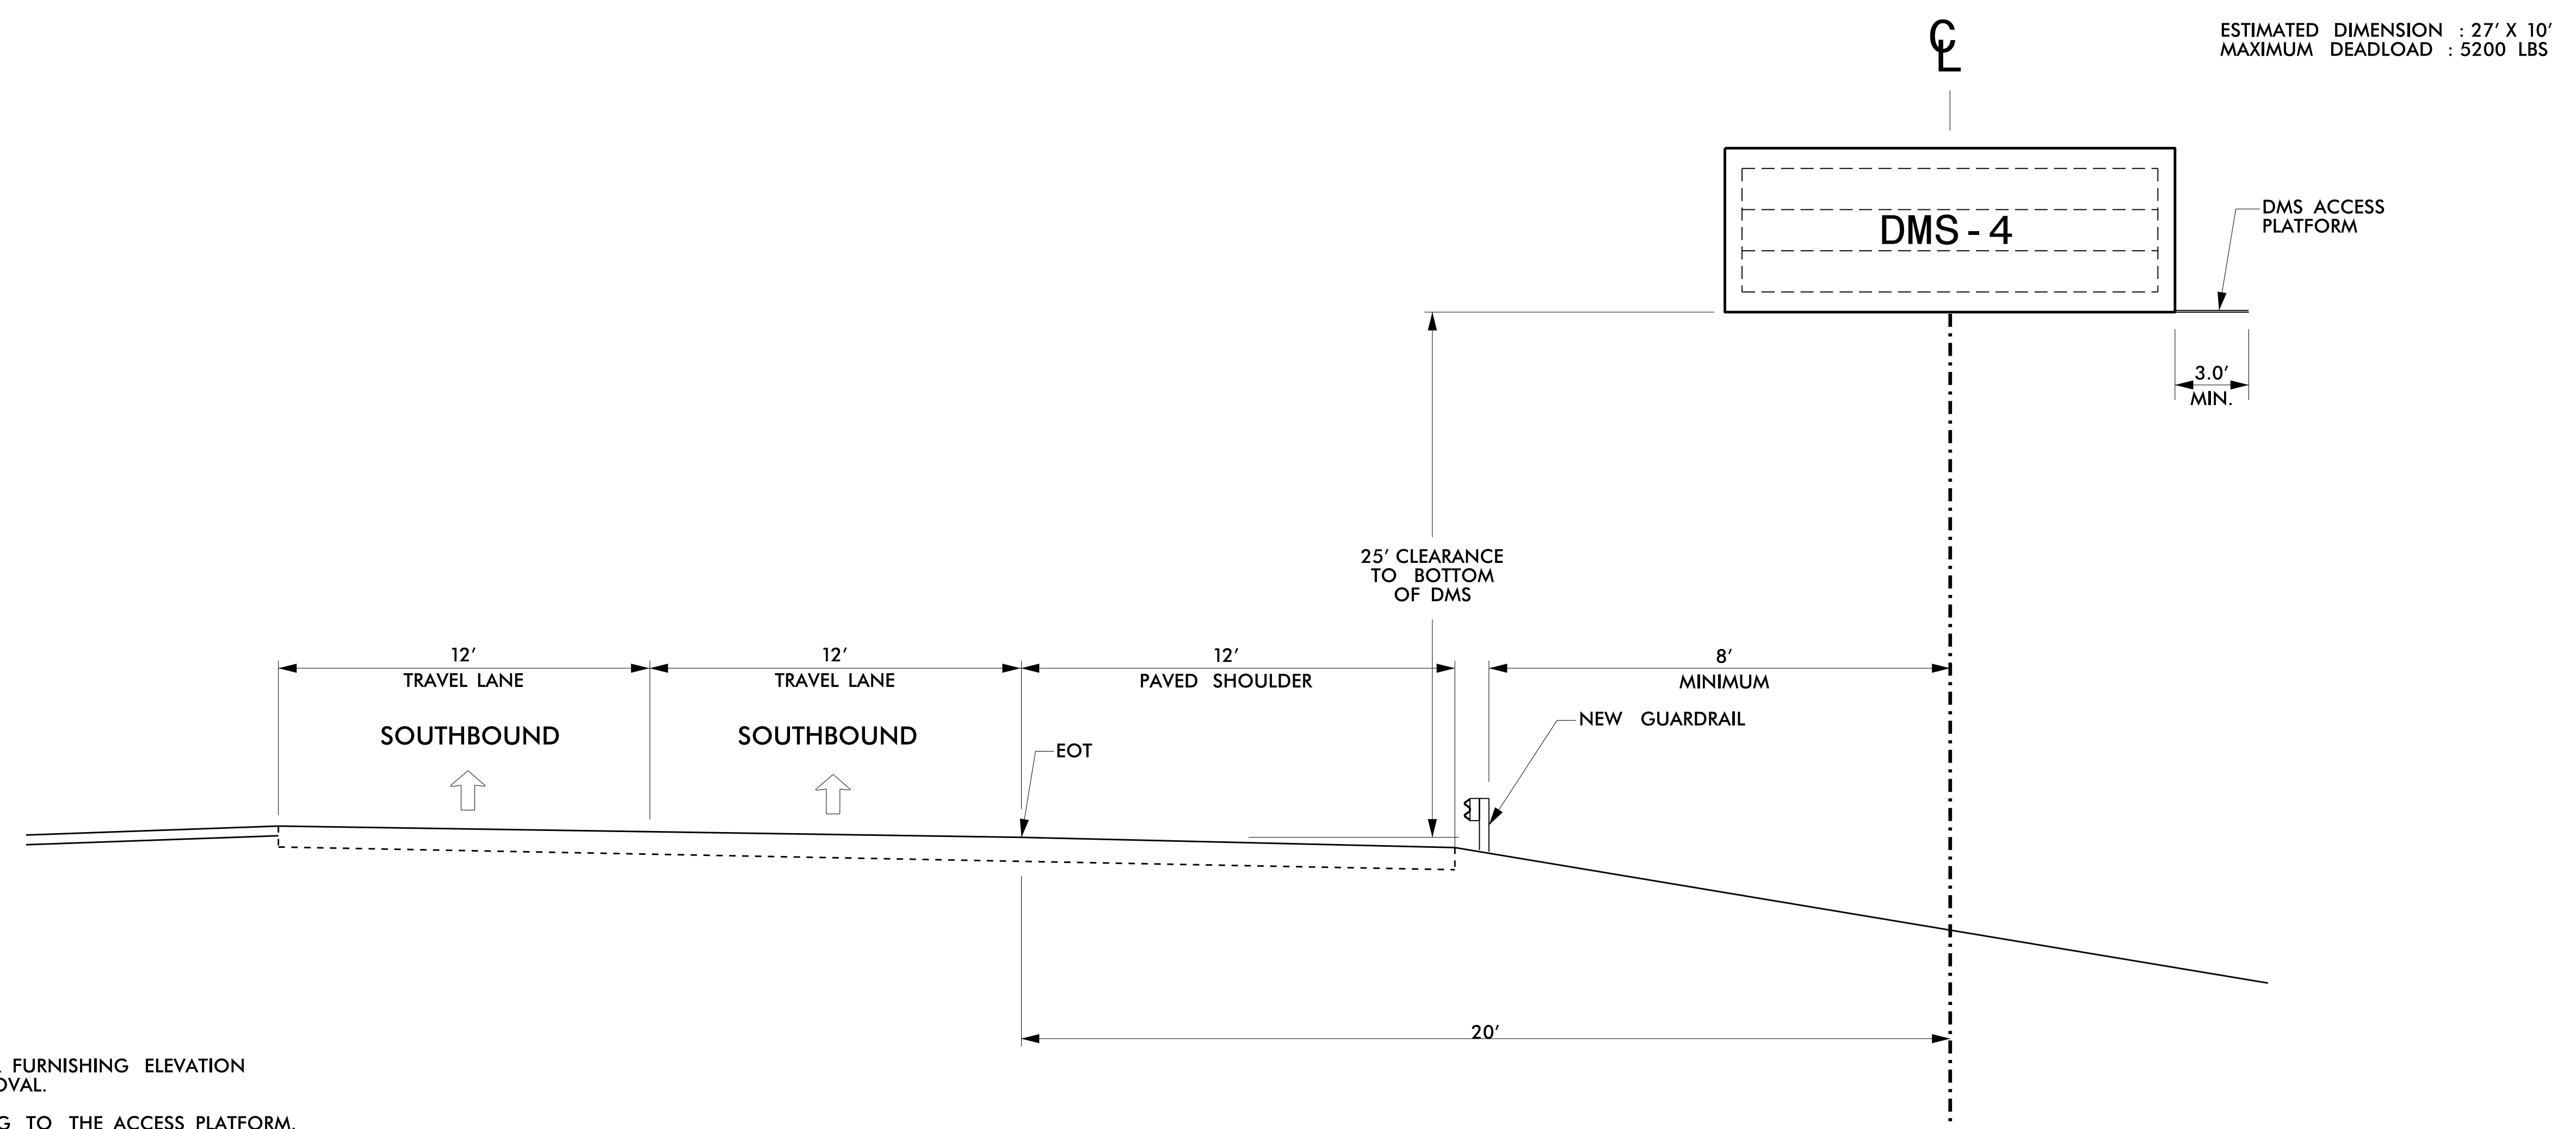 ESTIMATED DIMENSION : 27' X 10'
MAXIMUM DEADLOAD : 5200 LBS
℄
DMS-4
DMS ACCESS
PLATFORM
3.0'
MIN.
25' CLEARANCE
TO BOTTOM
OF DMS
12'
TRAVEL LANE
12'
TRAVEL LANE
12'
PAVED SHOULDER
8'
MINIMUM
SOUTHBOUND
SOUTHBOUND
NEW GUARDRAIL
EOT
20'
FURNISHING ELEVATION
OVAL.
G TO THE ACCESS PLATFORM.